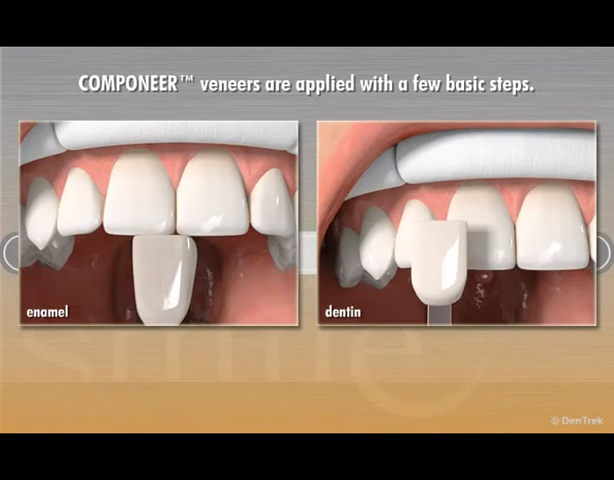 COMPONEER™ veneers are applied with a few basic steps.
enamel
dentin
© DenTrek